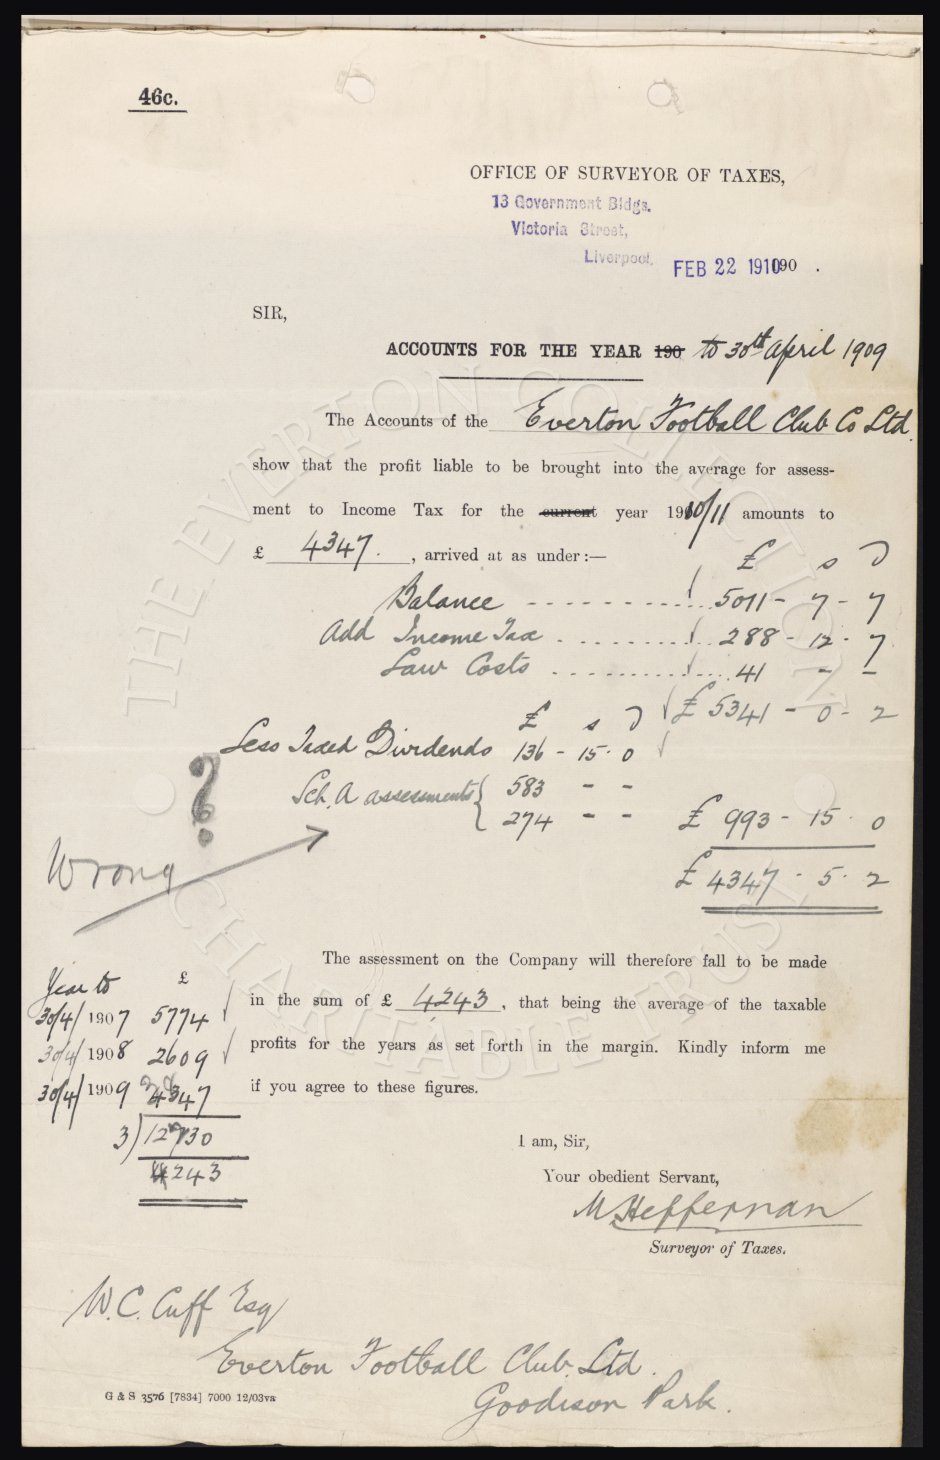 46c.
OFFICE OF SURVEYOR OF TAXES,
13 Government Bldgs.
Victoria Street,
Liverpool.
FEB 22 1910 190 .
SIR,
ACCOUNTS FOR THE YEAR 190 to 30th April 1909
The Accounts of the Everton Football Club Co Ltd.
show that the profit liable to be brought into the average for assess-
ment to Income Tax for the current year 1910/11 amounts to
£ 4347. , arrived at as under :—
£ s d
Balance 5011 - 7 - 7
Add Income Tax 288 - 12 - 7
Law Costs 41 - -
£ 5341 - 0 - 2
£ s d
Less Taxed Dividends 136 - 15 - 0
Sch. A assessments { 583 - -
274 - - £ 993 - 15 - 0
£ 4347 - 5 - 2
?
Wrong
The assessment on the Company will therefore fall to be made
in the sum of £ 4243 , that being the average of the taxable
profits for the years as set forth in the margin. Kindly inform me
if you agree to these figures.
Year to £
30/4/1907 5774
30/4/1908 2609
30/4/1909 4347
3) 12730
4243
I am, Sir,
Your obedient Servant,
M Heffernan
Surveyor of Taxes.
W. C. Cuff Esq
Everton Football Club. Ltd.
Goodison Park.
G & S 3576 [7834] 7000 12/03va
THE EVERTON COLLECTION
CHARITABLE TRUST